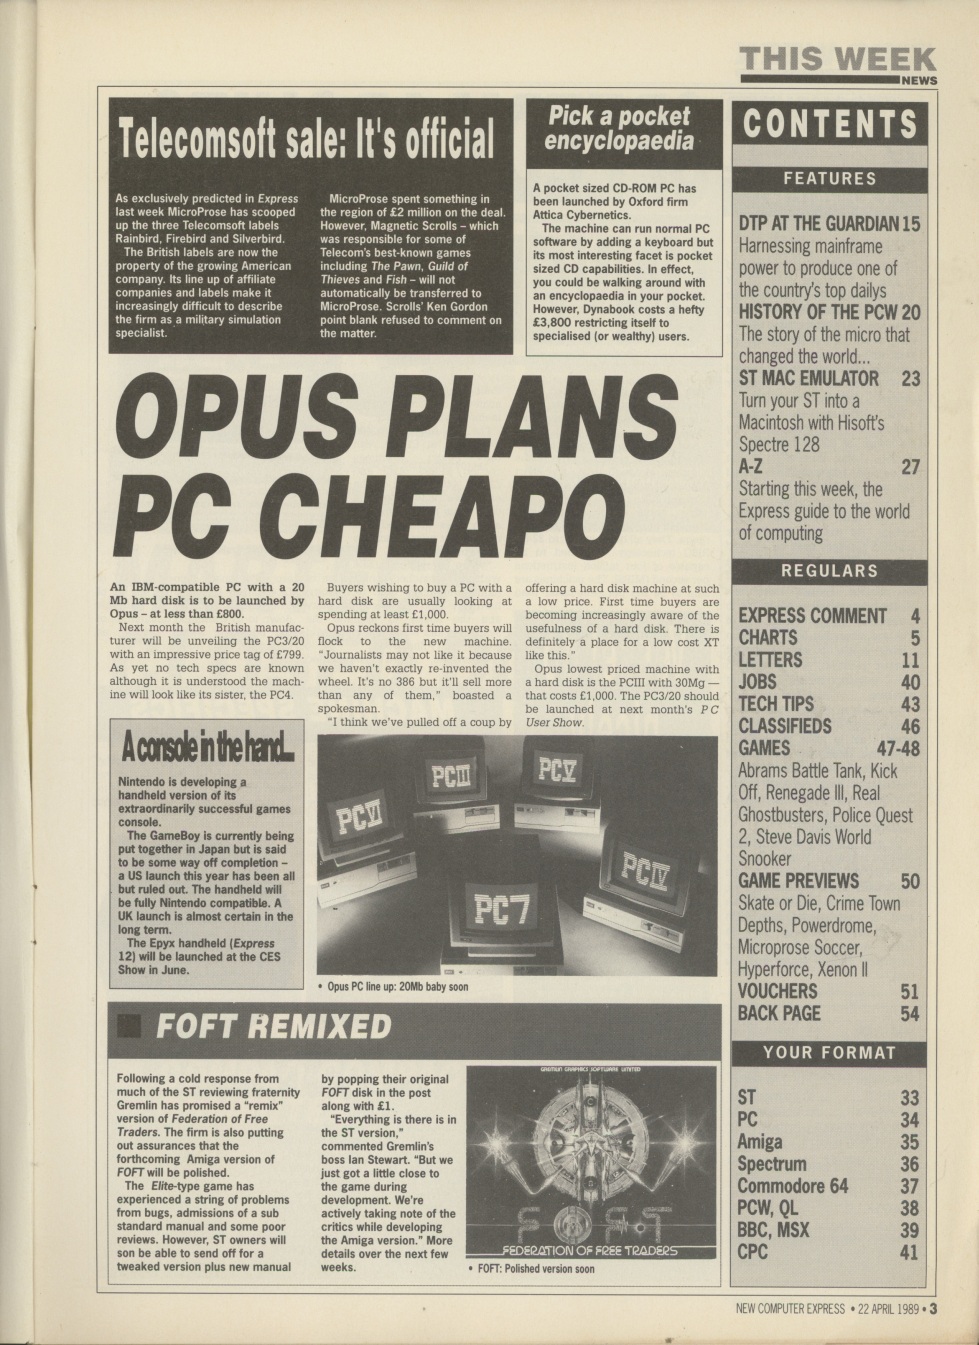 THIS WEEK
NEWS
Telecomsoft sale: It's official
As exclusively predicted in Express
last week MicroProse has scooped
up the three Telecomsoft labels
Rainbird, Firebird and Silverbird.
The British labels are now the
property of the growing American
company. Its line up of affiliate
companies and labels make it
increasingly difficult to describe
the firm as a military simulation
specialist.
MicroProse spent something in
the region of £2 million on the deal.
However, Magnetic Scrolls – which
was responsible for some of
Telecom's best-known games
including The Pawn, Guild of
Thieves and Fish – will not
automatically be transferred to
MicroProse. Scrolls' Ken Gordon
point blank refused to comment on
the matter.
Pick a pocket
encyclopaedia
A pocket sized CD-ROM PC has
been launched by Oxford firm
Attica Cybernetics.
The machine can run normal PC
software by adding a keyboard but
its most interesting facet is pocket
sized CD capabilities. In effect,
you could be walking around with
an encyclopaedia in your pocket.
However, Dynabook costs a hefty
£3,800 restricting itself to
specialised (or wealthy) users.
OPUS PLANS
PC CHEAPO
An IBM-compatible PC with a 20
Mb hard disk is to be launched by
Opus – at less than £800.
Next month the British manufac-
turer will be unveiling the PC3/20
with an impressive price tag of £799.
As yet no tech specs are known
although it is understood the mach-
ine will look like its sister, the PC4.
Buyers wishing to buy a PC with a
hard disk are usually looking at
spending at least £1,000.
Opus reckons first time buyers will
flock to the new machine.
"Journalists may not like it because
we haven't exactly re-invented the
wheel. It's no 386 but it'll sell more
than any of them," boasted a
spokesman.
"I think we've pulled off a coup by
offering a hard disk machine at such
a low price. First time buyers are
becoming increasingly aware of the
usefulness of a hard disk. There is
definitely a place for a low cost XT
like this."
Opus lowest priced machine with
a hard disk is the PCIII with 30Mg —
that costs £1,000. The PC3/20 should
be launched at next month's PC
User Show.
A console in the hand...
Nintendo is developing a
handheld version of its
extraordinarily successful games
console.
The GameBoy is currently being
put together in Japan but is said
to be some way off completion –
a US launch this year has been all
but ruled out. The handheld will
be fully Nintendo compatible. A
UK launch is almost certain in the
long term.
The Epyx handheld (Express
12) will be launched at the CES
Show in June.
PCVI
PCIII
PCV
PCIV
PC7
• Opus PC line up: 20Mb baby soon
FOFT REMIXED
Following a cold response from
much of the ST reviewing fraternity
Gremlin has promised a "remix"
version of Federation of Free
Traders. The firm is also putting
out assurances that the
forthcoming Amiga version of
FOFT will be polished.
The Elite-type game has
experienced a string of problems
from bugs, admissions of a sub
standard manual and some poor
reviews. However, ST owners will
son be able to send off for a
tweaked version plus new manual
by popping their original
FOFT disk in the post
along with £1.
"Everything is there is in
the ST version,"
commented Gremlin's
boss Ian Stewart. "But we
just got a little close to
the game during
development. We're
actively taking note of the
critics while developing
the Amiga version." More
details over the next few
weeks.
GREMLIN GRAPHICS SOFTWARE LIMITED
FOFT
FEDERATION OF FREE TRADERS
• FOFT: Polished version soon
CONTENTS
FEATURES
DTP AT THE GUARDIAN 15
Harnessing mainframe
power to produce one of
the country's top dailys
HISTORY OF THE PCW 20
The story of the micro that
changed the world...
ST MAC EMULATOR 23
Turn your ST into a
Macintosh with Hisoft's
Spectre 128
A-Z 27
Starting this week, the
Express guide to the world
of computing
REGULARS
EXPRESS COMMENT 4
CHARTS 5
LETTERS 11
JOBS 40
TECH TIPS 43
CLASSIFIEDS 46
GAMES 47-48
Abrams Battle Tank, Kick
Off, Renegade III, Real
Ghostbusters, Police Quest
2, Steve Davis World
Snooker
GAME PREVIEWS 50
Skate or Die, Crime Town
Depths, Powerdrome,
Microprose Soccer,
Hyperforce, Xenon II
VOUCHERS 51
BACK PAGE 54
YOUR FORMAT
ST 33
PC 34
Amiga 35
Spectrum 36
Commodore 64 37
PCW, QL 38
BBC, MSX 39
CPC 41
NEW COMPUTER EXPRESS • 22 APRIL 1989 • 3